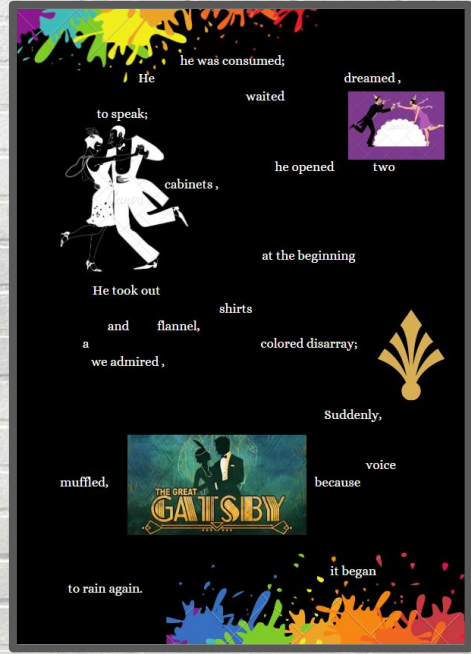 he was consumed;
He dreamed ,
waited
to speak;
he opened two
cabinets ,
at the beginning
He took out
shirts
and flannel,
a colored disarray;
we admired ,
Suddenly,
voice
muffled, because
THE GREAT
GATSBY
it began
to rain again.